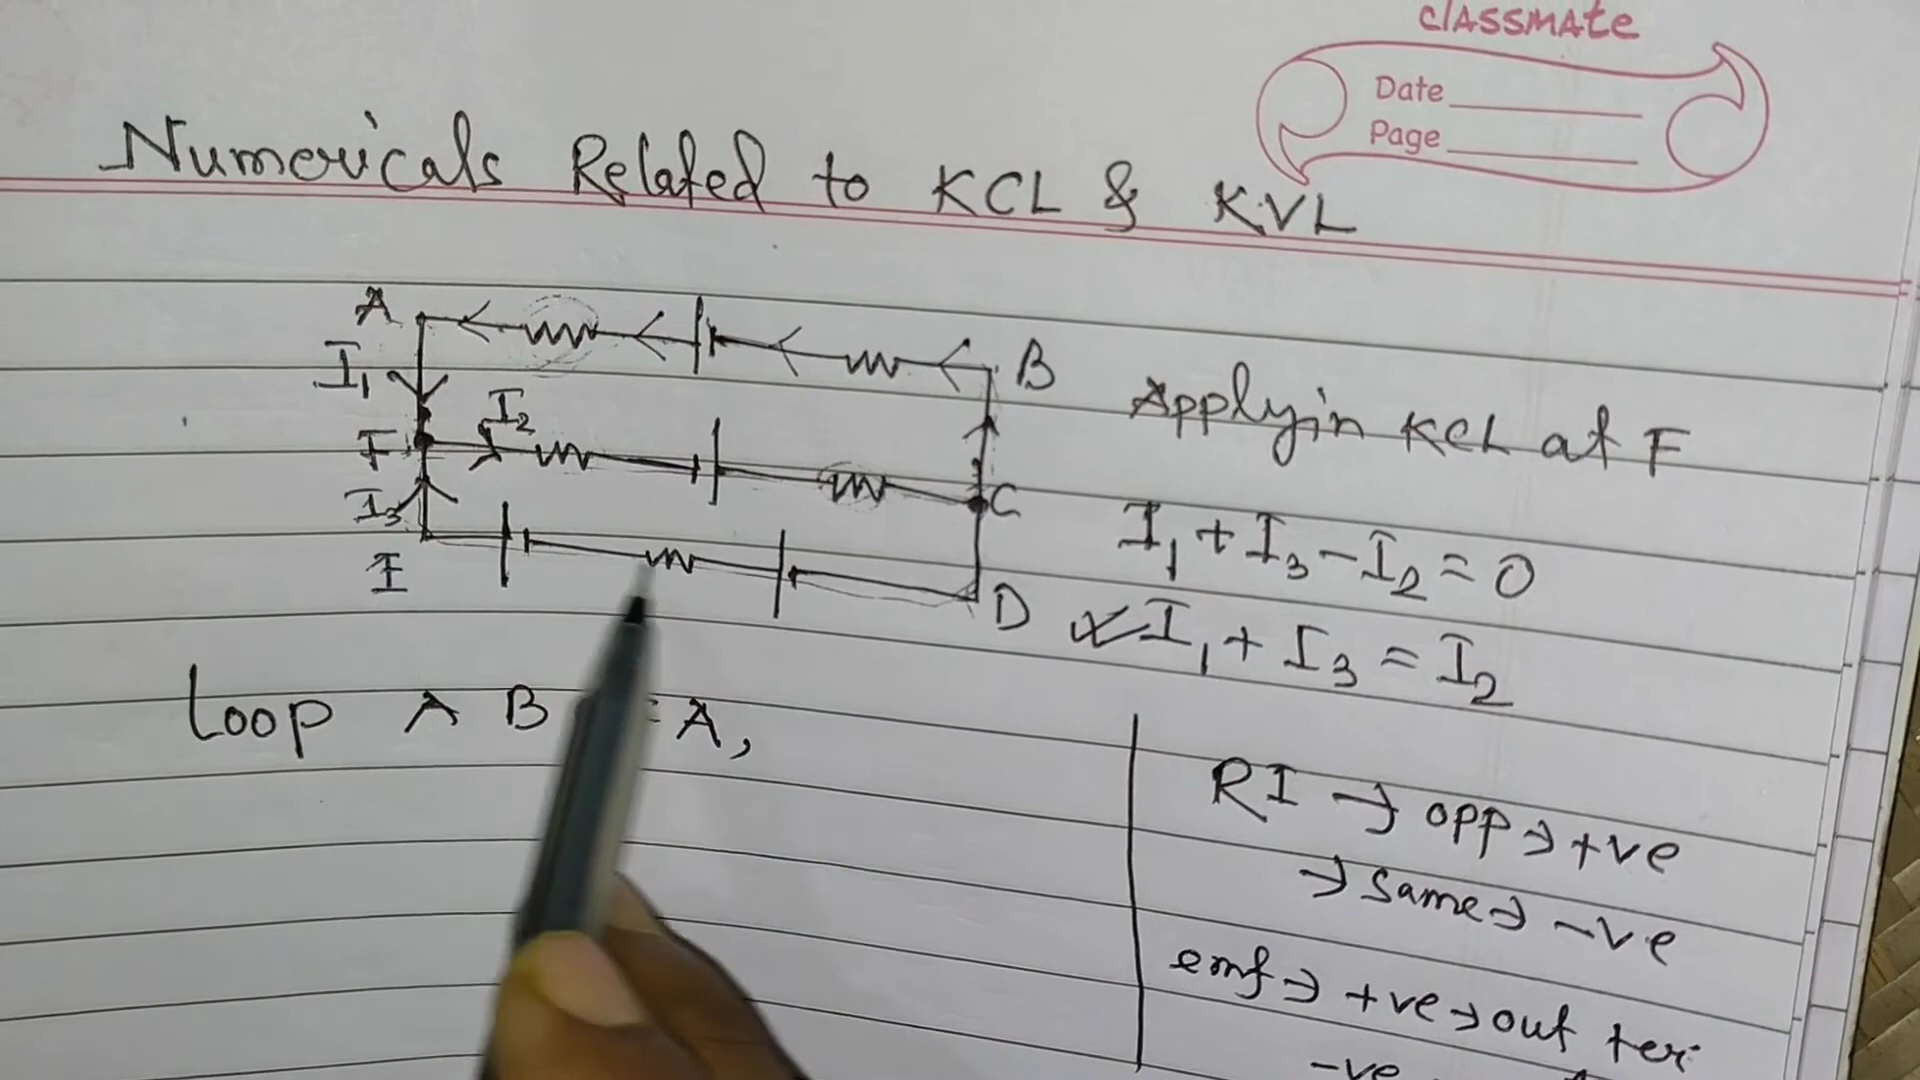 classmate
Date
Page
Numericals Related to KCL & KVL
A
B
I₁
I₂
F
C
I₃
I
D
Applyin KCL at F
I₁ + I₃ - I₂ = 0
I₁ + I₃ = I₂
Loop A B A,
RI → opp → +ve
→ same → -ve
emf → +ve → out ter
-ve